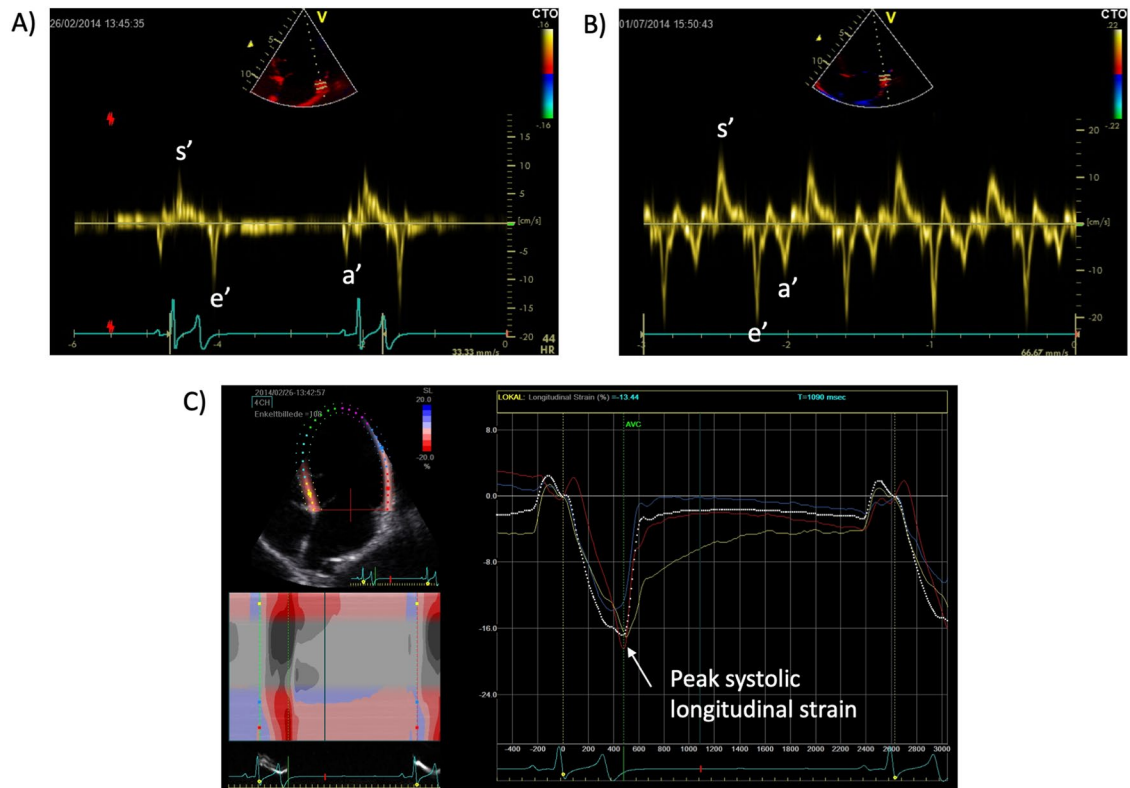 A)
26/02/2014 13:45:35
V
CTO
.16
-.16
5
10
s'
e'
a'
15
10
5
[cm/s]
-5
-10
-15
-20
-6
-4
-2
0
44
HR
33.33 mm/s
B)
01/07/2014 15:50:43
V
CTO
.22
-.22
5
10
s'
e'
a'
20
10
[cm/s]
-10
-20
-3
-2
-1
0
66.67 mm/s
C)
2014/02/26-13:42:57
4CH
Enkeltbillede =106
SL
20.0
-20.0
%
LOKAL: Longitudinal Strain (%) =-13.44
T=1090 msec
AVC
8.0
0.0
-8.0
-16.0
-24.0
Peak systolic
longitudinal strain
-400 -200 0 200 400 600 800 1000 1200 1400 1600 1800 2000 2200 2400 2600 2800 3000